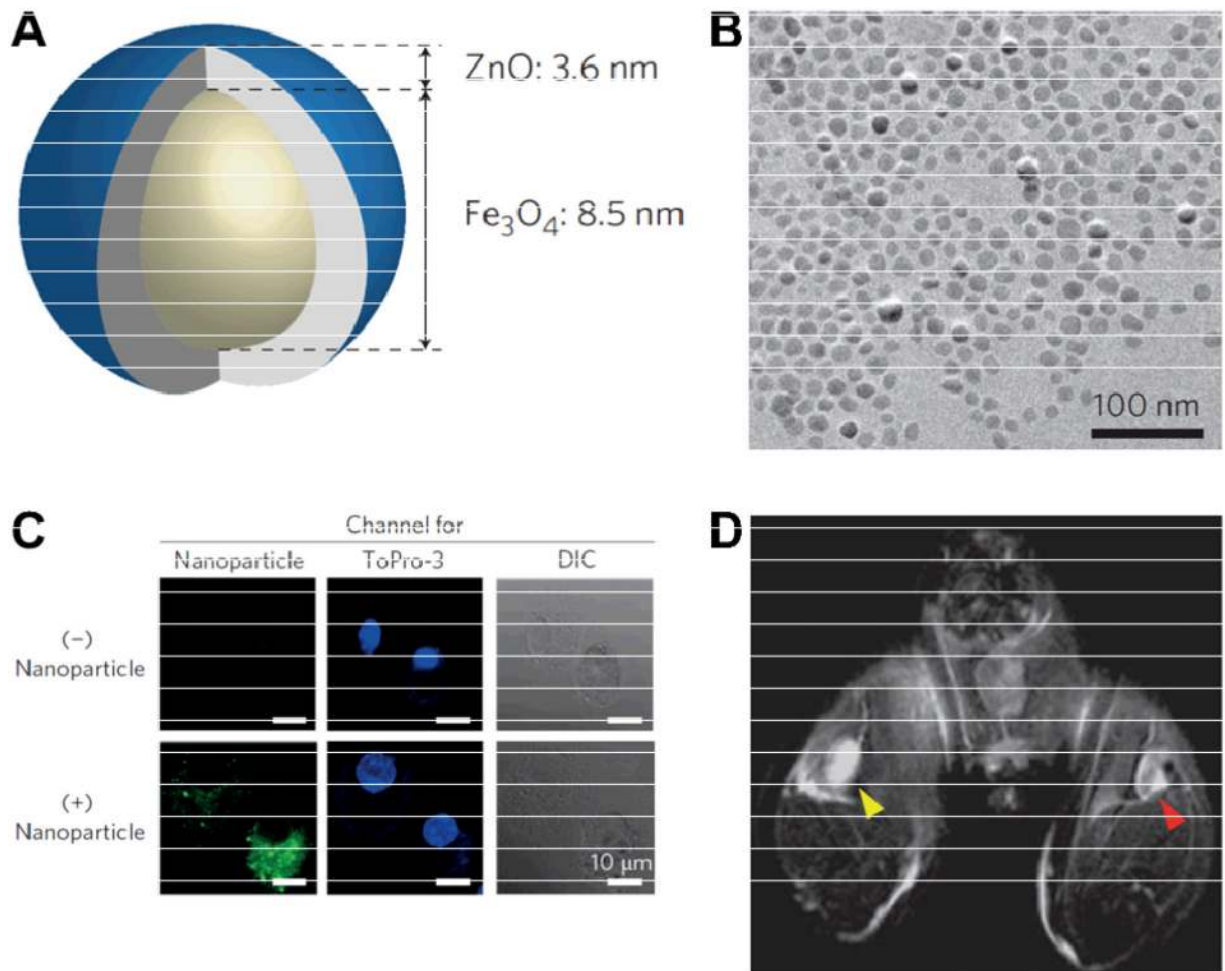 A
ZnO: 3.6 nm
Fe₃O₄: 8.5 nm
B
100 nm
C
Channel for
Nanoparticle ToPro-3 DIC
(−)
Nanoparticle
(+)
Nanoparticle
10 μm
D